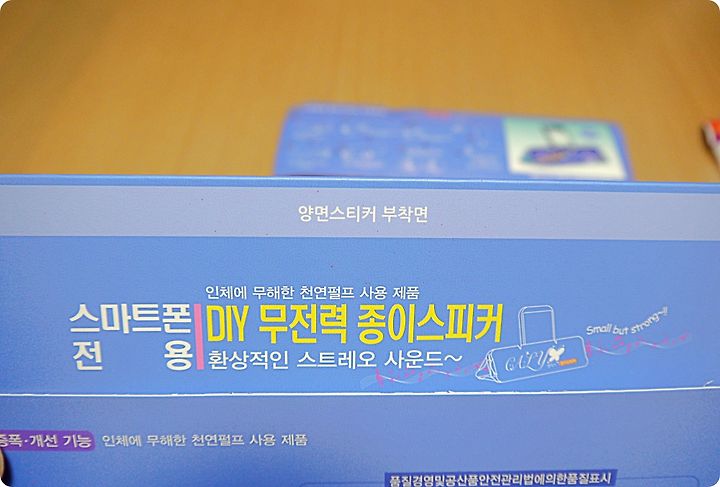 양면스티커 부착면
인체에 무해한 천연펄프 사용 제품
스마트폰
전 용
DIY 무전력 종이스피커
환상적인 스트레오 사운드~
Small but strong~!!
CALY
증폭·개선 기능 인체에 무해한 천연펄프 사용 제품
품질경영및공산품안전관리법에의한품질표시